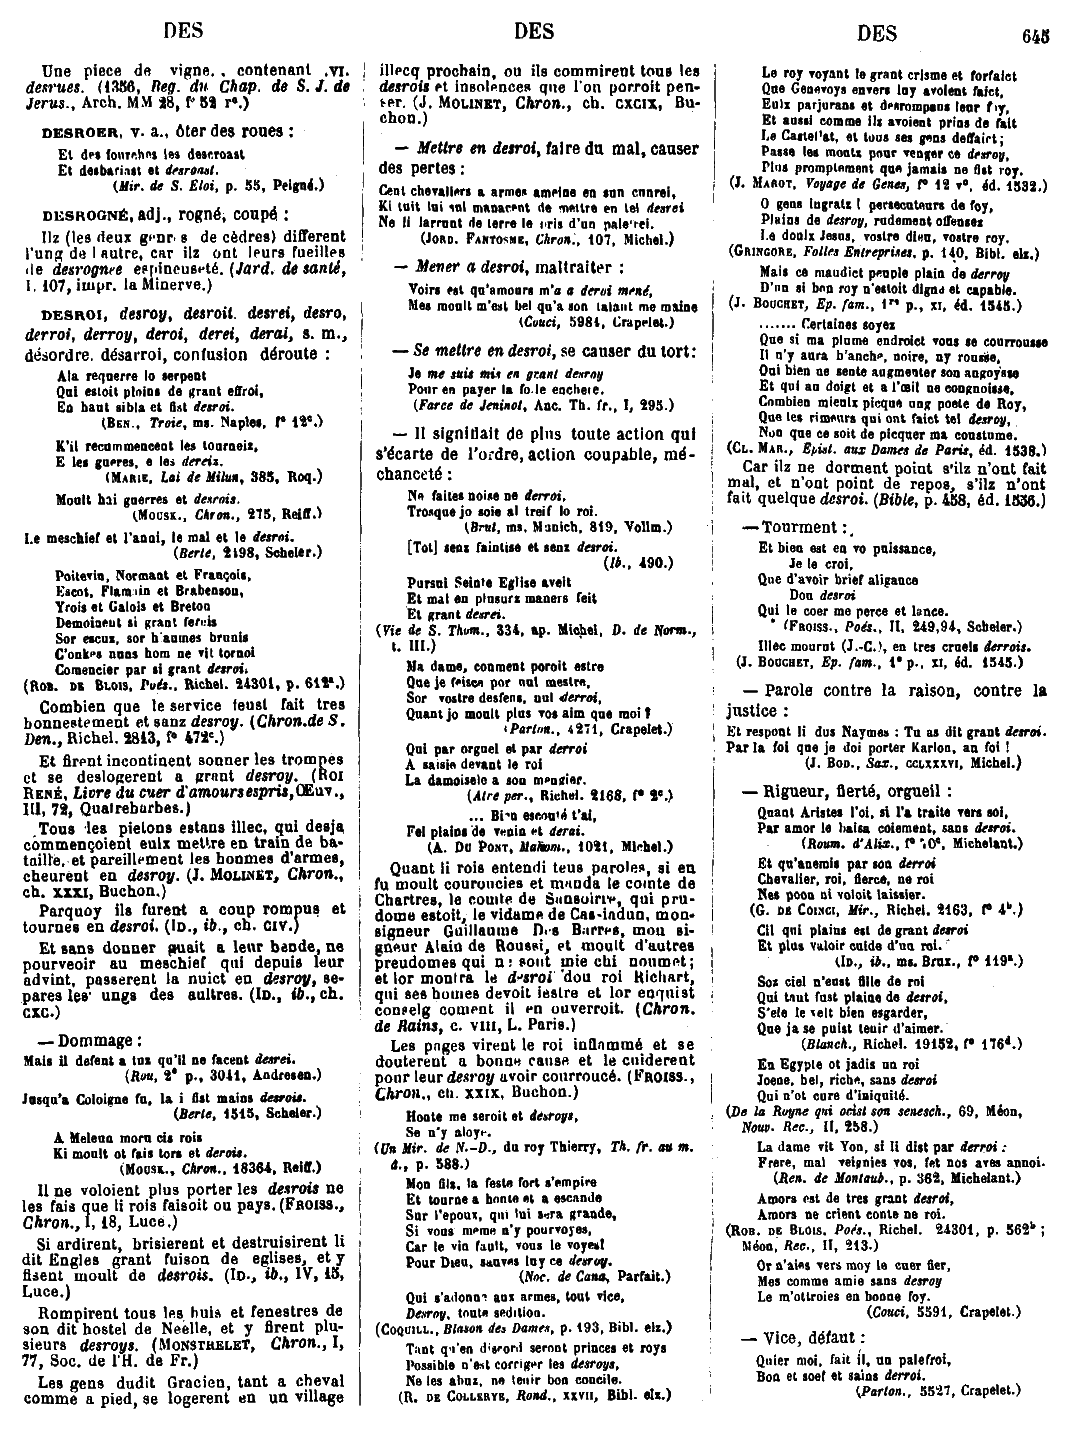 DES
DES
DES
645
Une piece de vigne.. contenant .VI.
desrues. (1356, Reg. du Chap. de S. J. de
Jerus., Arch. MM 28, f° 52 r°.)
DESROER, v. a., ôter des roues :
Et des fourches les descroast
Et desbarinst et desronst.
(Mir. de S. Eloi, p. 55, Peigné.)
DESROGNÉ, adj., rogné, coupé :
Ilz (les deux genres de cèdres) different
l'ung de l autre, car ilz ont leurs fueilles
de desrognee espineuseté. (Jard. de santé,
I, 107, impr. la Minerve.)
DESROI, desroy, desroit, desrei, desro,
derroi, derroy, deroi, derei, derai, s. m.,
désordre, désarroi, confusion déroute :
Ala requerre lo serpent
Qui estoit pleins de grant effroi,
En haut sibla et fist desroi.
(BEN., Troie, ms. Naples, f° 12c.)
K'il recummencent les tourneiz,
E les guerres, e les dereis.
(MARIE, Lai de Milun, 385, Roq.)
Moult hai guerres et desrois.
(MOUSK., Chron., 275, Reiff.)
Le meschief et l'anui, le mal et le desroi.
(Berte, 2198, Scheler.)
Poitevin, Normant et François,
Escot, Flamain et Brabenson,
Yrois et Galois et Breton
Demoinent si grant fereis
Sor escuz, sor hiaumes brunis
C'onkes nuns hom ne vit tornoi
Comencier par si grant desroi.
(ROB. DE BLOIS, Poés., Richel. 24301, p. 612a.)
Combien que le service feust fait tres
honnestement et sanz desroy. (Chron. de S.
Den., Richel. 2813, f° 472c.)
Et firent incontinent sonner les trompes
et se deslogerent a grant desroy. (ROI
RENÉ, Livre du cuer d'amours espris, Œuv.,
III, 72, Quatrebarbes.)
Tous les pietons estans illec, qui desja
commençoient eulx mettre en train de bataille,
et pareillement les hommes d'armes,
cheurent en desroy. (J. MOLINET, Chron.,
ch. XXXI, Buchon.)
Parquoy ils furent a coup rompus et
tournes en desroi. (ID., ib., ch. CIV.)
Et sans donner guait a leur bende, ne
pourveoir au meschief qui depuis leur
advint, passerent la nuict en desroy, separes
les ungs des aultres. (ID., ib., ch.
CXC.)
— Dommage :
Mais il defent a tuz qu'il ne facent desrei.
(Rou, 2e p., 3041, Andresen.)
Jusqu'a Coloigne fu, la i fist mains desrois.
(Berte, 1515, Scheler.)
A Meleun morn cis rois
Ki moult ot fais tors et derois.
(MOUSK., Chron., 18364, Reiff.)
Il ne voloient plus porter les desrois ne
les fais que li rois faisoit ou pays. (FROISS.,
Chron., I, 18, Luce.)
Si ardirent, brisierent et destruisirent li
dit Engles grant fuison de eglises, et y
fisent moult de desrois. (ID., ib., IV, 15,
Luce.)
Rompirent tous les huis et fenestres de
son dit hostel de Neelle, et y firent plusieurs
desroys. (MONSTRELET, Chron., I,
77, Soc. de l'H. de Fr.)
Les gens dudit Gracien, tant a cheval
comme a pied, se logerent en un village
illecq prochain, ou ils commirent tous les
desrois et insolences que l'on porroit penser.
(J. MOLINET, Chron., ch. CXCIX, Buchon.)
— Mettre en desroi, faire du mal, causer
des pertes :
Cent chevaliers a armes ameine en sun cunrei,
Ki tuit lui unt manacent de mettre en tel desrei
Ne li larrunt de terre le pris d'un palefrei.
(JORD. FANTOSME, Chron., 107, Michel.)
— Mener a desroi, maltraiter :
Voirs est qu'amours m'a a deroi mené,
Mes moult m'est bel qu'a son talant me maine
(Couci, 5981, Crapelet.)
— Se mettre en desroi, se causer du tort :
Je me suis mis en grant desroy
Pour en payer la folle enchere.
(Farce de Jeninot, Anc. Th. fr., I, 295.)
— Il signifiait de plus toute action qui
s'écarte de l'ordre, action coupable, méchanceté :
Ne faites noise ne derroi,
Trosque jo soie al treif lo roi.
(Brut, ms. Munich, 819, Vollm.)
[Tot] senz faintise et senz desroi.
(Ib., 490.)
Pursui Seinte Eglise aveit
Et mal en plusurz maners feit
Et grant desrei.
(Vie de S. Thom., 334, ap. Michel, D. de Norm.,
t. III.)
Ma dame, conment poroit estre
Que je feisce por nul mestre,
Sor vostre desfens, nul derroi,
Quant jo moult plus vos aim que moi ?
(Parton., 4271, Crapelet.)
Qui par orguel et par derroi
A saisie devant le roi
La damoisele a son mengier.
(Atre per., Richel. 2168, f° 2c.)
... Bien escouté t'ai,
Fel plains de venin et derai.
(A. DU PONT, Mahom., 1021, Michel.)
Quant li rois entendi teus paroles, si en
fu moult couroucies et manda le comte de
Chartres, le comte de Sansoirre, qui preudome
estoit, le vidame de Casteladun, monsigneur
Guillaume Des Barres, mon signeur
Alain de Roussi, et moult d'autres
preudomes qui ne sont mie chi noumet;
et lor montra le desroi dou roi Richart,
qui ses homes devoit iestre et lor enquist
conselg coment il en ouverroit. (Chron.
de Rains, c. VIII, L. Paris.)
Les pages virent le roi inflammé et se
douterent a bonne cause et le cuiderent
pour leur desroy avoir courroucé. (FROISS.,
Chron., ch. XXIX, Buchon.)
Honte me seroit et desroys,
Se n'y aloye.
(Un Mir. de N.-D., du roy Thierry, Th. fr. au m.
â., p. 588.)
Mon fils, la feste fort s'empire
Et tourne a honte et a escande
Sur l'epoux, qui lui sera grande,
Si vous meme n'y pourvoyes,
Car le vin fault, vous le voyes!
Pour Dieu, sauves luy ce desroy.
(Noc. de Cana, Parfait.)
Qui s'adonne aux armes, tout vice,
Desroy, toute sedition.
(COQUILL., Blason des Dames, p. 193, Bibl. elz.)
Tant qu'en discord seront princes et roys
Possible n'est corriger les desroys,
Ne les abuz, ne tenir bon concile.
(R. DE COLLERYE, Rond., XXVII, Bibl. elz.)
Le roy voyant le grant crisme et forfaict
Que Genevoys envers luy avoient faict,
Eulx parjurans et desrompans leur foy,
Et aussi comme ilz avoient prins de fait
Le Castellat, et tous ses gens deffaict;
Passe les monts pour venger ce desroy,
Plus promptement que jamais ne fist roy.
(J. MAROT, Voyage de Genes, f° 12 v°, éd. 1532.)
O gens ingratz ! persecuteurs de foy,
Plains de desroy, rudement offensez
Le doulx Jesus, vostre dieu, vostre roy.
(GRINGORE, Folles Entreprises, p. 140, Bibl. elz.)
Mais ce maudict peuple plain de derroy
D'un si bon roy n'estoit digne et capable.
(J. BOUCHET, Ep. fam., 1re p., XI, éd. 1545.)
....... Certaines soyez
Que si ma plume endroict vous se courrousse
Il n'y aura b'anche, noire, ny rousse,
Qui bien ne sente augmenter son angoysse
Et qui au doigt et a l'œil ne congnoisse,
Combien mieulx picque ung poete de Roy,
Que les rimeurs qui ont faict tel desroy,
Non que ce soit de picquer ma coustume.
(CL. MAR., Epist. aux Dames de Paris, éd. 1538.)
Car ilz ne dorment point s'ilz n'ont fait
mal, et n'ont point de repos, s'ilz n'ont
fait quelque desroi. (Bible, p. 458, éd. 1536.)
— Tourment :
Et bien est en vo puissance,
Je le croi,
Que d'avoir brief aligance
Dou desroi
Qui le coer me perce et lance.
(FROISS., Poés., II, 249,94, Scheler.)
Illec mourut (J.-C.), en tres cruels derrois.
(J. BOUCHET, Ep. fam., 1e p., XI, éd. 1545.)
— Parole contre la raison, contre la
justice :
Et respont li dus Naymes : Tu as dit grant desroi.
Par la foi que je doi porter Karlon, au foi !
(J. BOD., Sax., CCLXXXVI, Michel.)
— Rigueur, fierté, orgueil :
Quant Aristes l'oi, si l'a traite vers soi,
Par amor le baisa coiement, sans desroi.
(Roum. d'Alix., f° 70c, Michelant.)
Et qu'anemis par son derroi
Chevalier, roi, fierce, ne roi
Nes poon ni voloit laissier.
(G. DE COINCI, Mir., Richel. 2163, f° 4b.)
Cil qui plains est de grant desroi
Et plus valoir cuide d'un roi.
(ID., ib., ms. Brux., f° 119a.)
Soz ciel n'eust fille de roi
Qui tant fust plaine de desroi,
S'ele le velt bien esgarder,
Que ja se puist tenir d'aimer.
(Blanch., Richel. 19152, f° 176d.)
En Egypte ot jadis un roi
Joene, bel, riche, sans desroi
Qui n'ot cure d'iniquité.
(De la Royne qui ocist son senesch., 69, Méon,
Nouv. Rec., II, 258.)
La dame vit Yon, si li dist par derroi :
Frere, mal veignies vos, fet nos aves annoi.
(Ren. de Montaub., p. 362, Michelant.)
Amors est de tres grant desroi,
Amors ne crient conte ne roi.
(ROB. DE BLOIS, Poés., Richel. 24301, p. 562b ;
Méon, Rec., II, 213.)
Or n'aies vers moy le cuer fier,
Mes comme amie sans desroy
Le m'ottroies en bonne foy.
(Couci, 5591, Crapelet.)
— Vice, défaut :
Quier moi, fait il, un palefroi,
Bon et soef et sains derroi.
(Parton., 5527, Crapelet.)